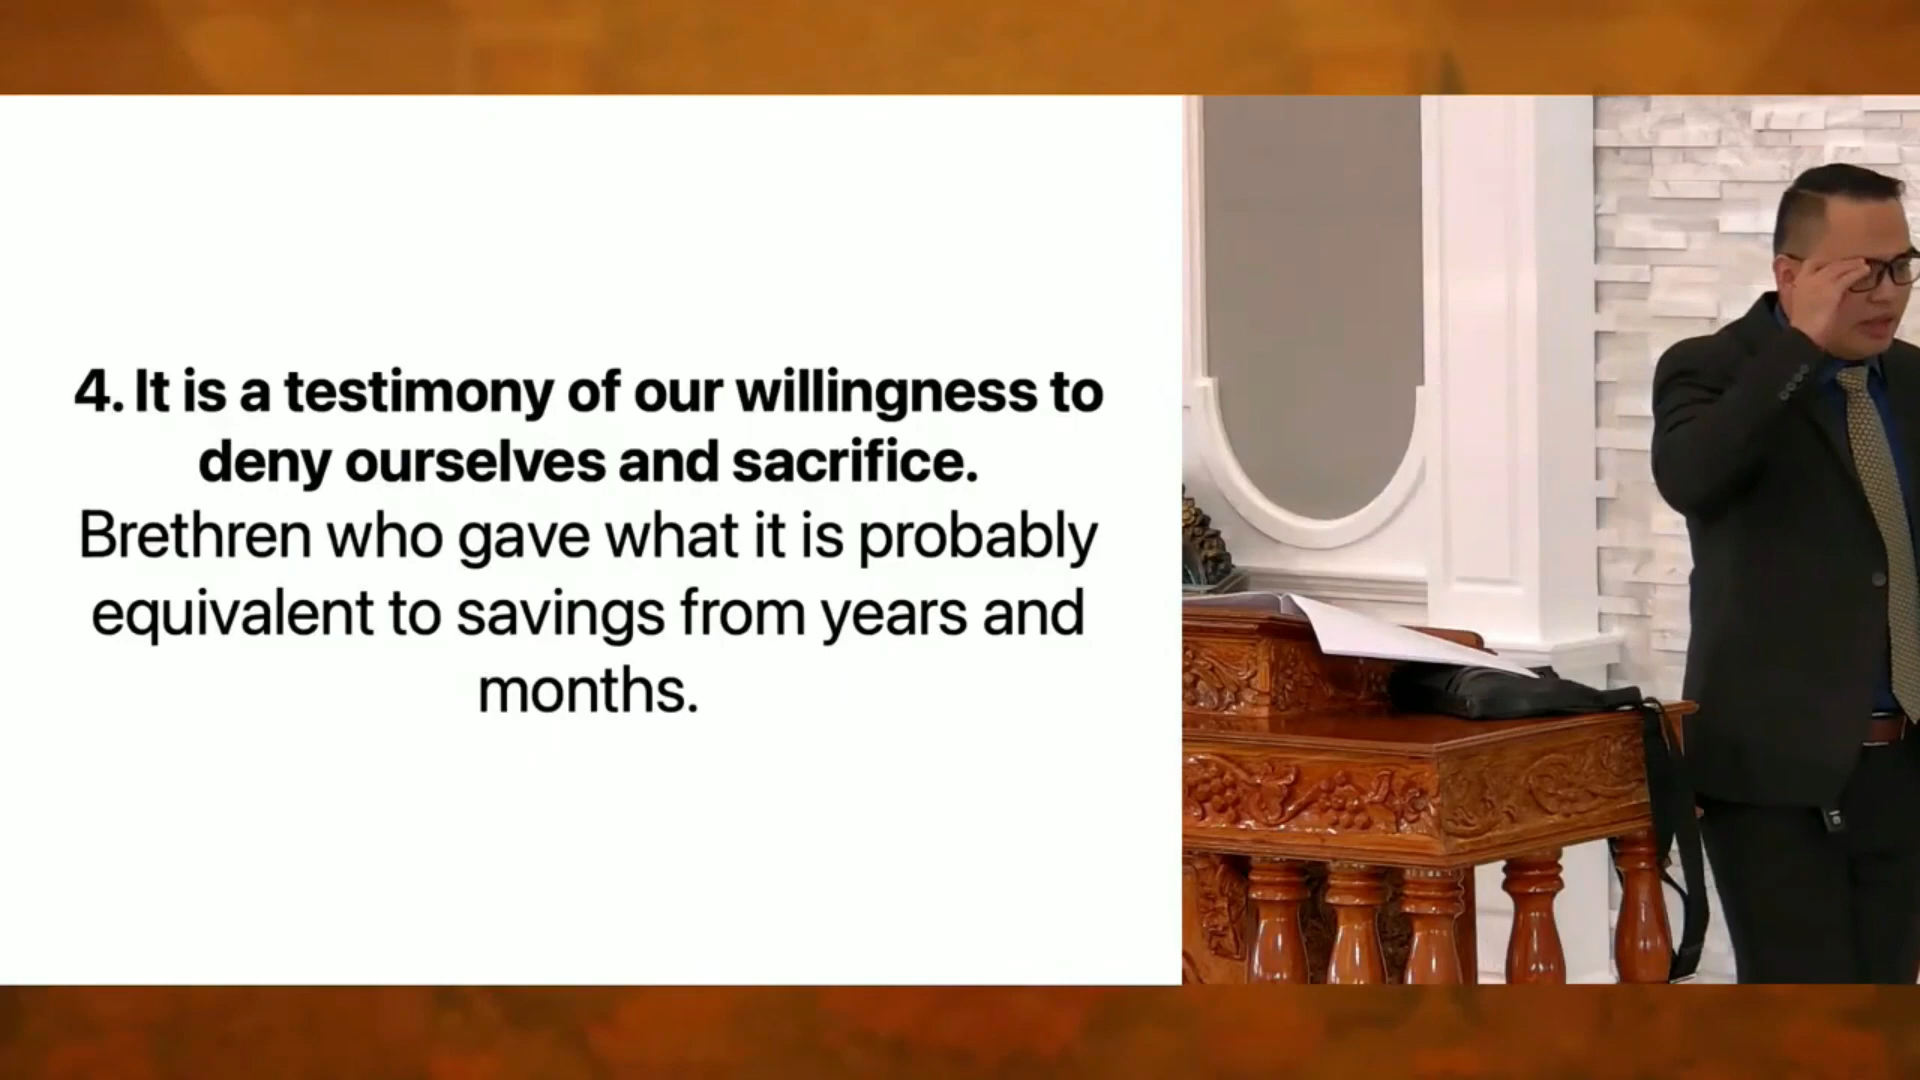 4. It is a testimony of our willingness to
deny ourselves and sacrifice.
Brethren who gave what it is probably
equivalent to savings from years and
months.